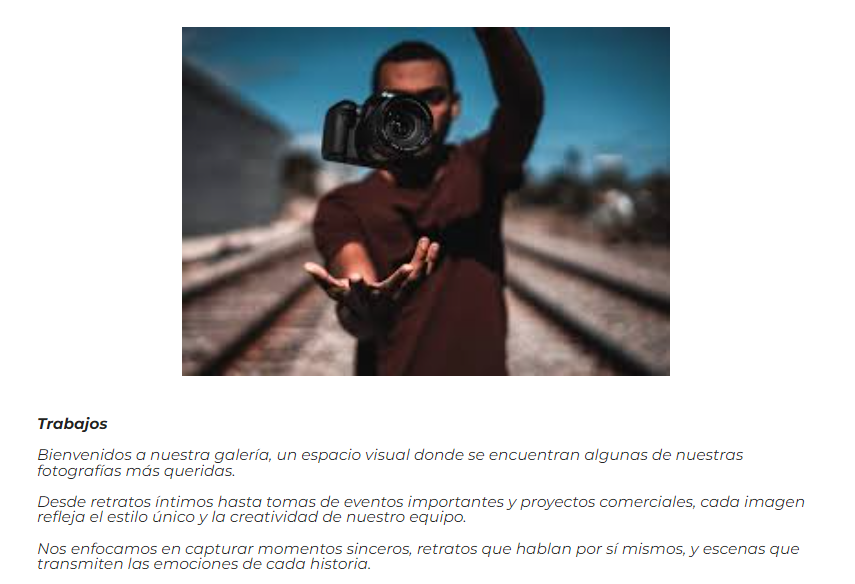 Trabajos
Bienvenidos a nuestra galería, un espacio visual donde se encuentran algunas de nuestras
fotografías más queridas.
Desde retratos íntimos hasta tomas de eventos importantes y proyectos comerciales, cada imagen
refleja el estilo único y la creatividad de nuestro equipo.
Nos enfocamos en capturar momentos sinceros, retratos que hablan por sí mismos, y escenas que
transmiten las emociones de cada historia.